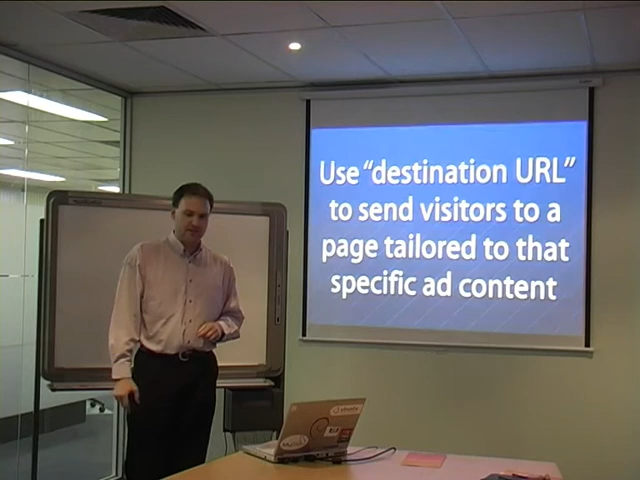 Use “destination URL”
to send visitors to a
page tailored to that
specific ad content